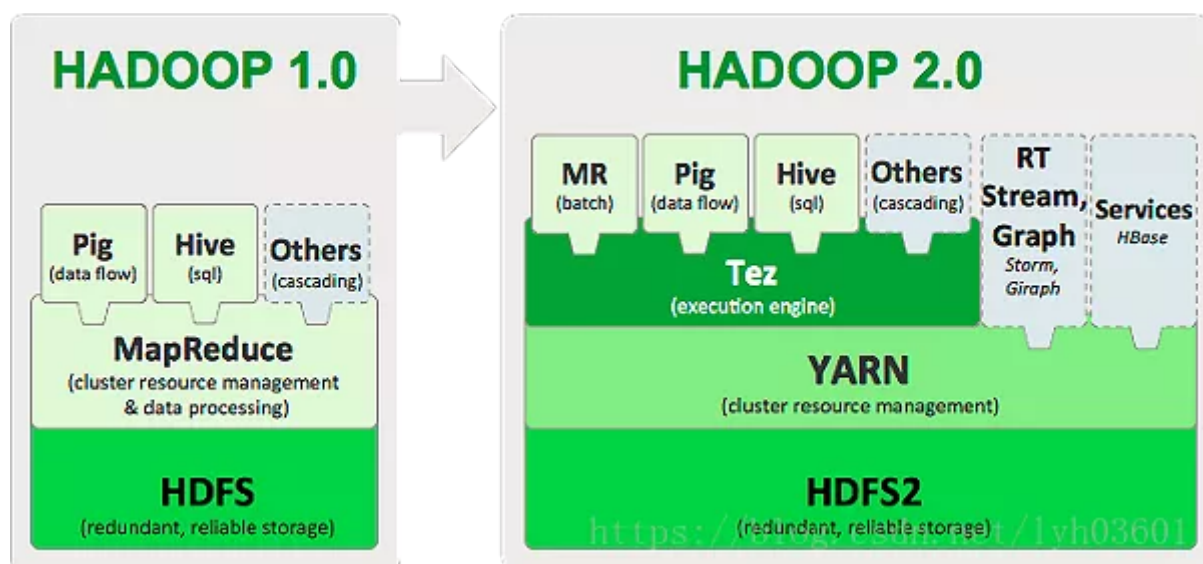 HADOOP 1.0
Pig
(data flow)
Hive
(sql)
Others
(cascading)
MapReduce
(cluster resource management
& data processing)
HDFS
(redundant, reliable storage)
HADOOP 2.0
MR
(batch)
Pig
(data flow)
Hive
(sql)
Others
(cascading)
RT
Stream,
Graph
Storm,
Giraph
Services
HBase
Tez
(execution engine)
YARN
(cluster resource management)
HDFS2
(redundant, reliable storage)
https://blog.csdn.net/lyh03601